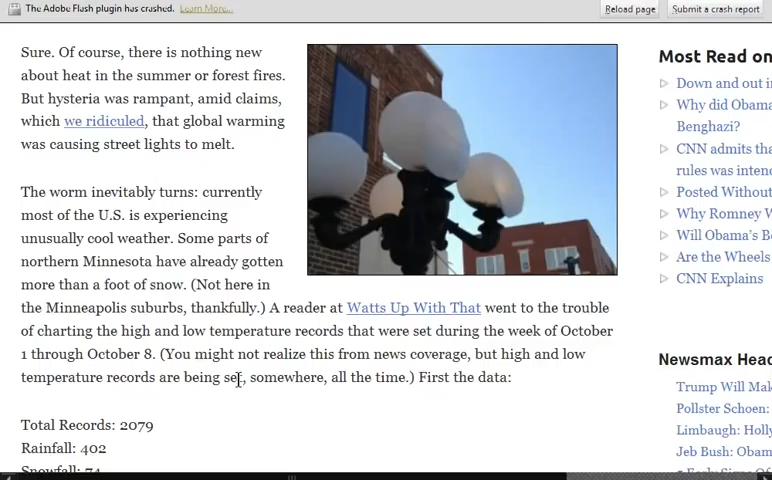 The Adobe Flash plugin has crashed. Learn More...
Reload page
Submit a crash report
Sure. Of course, there is nothing new
about heat in the summer or forest fires.
But hysteria was rampant, amid claims,
which we ridiculed, that global warming
was causing street lights to melt.
The worm inevitably turns: currently
most of the U.S. is experiencing
unusually cool weather. Some parts of
northern Minnesota have already gotten
more than a foot of snow. (Not here in
the Minneapolis suburbs, thankfully.) A reader at Watts Up With That went to the trouble
of charting the high and low temperature records that were set during the week of October
1 through October 8. (You might not realize this from news coverage, but high and low
temperature records are being set, somewhere, all the time.) First the data:
Total Records: 2079
Rainfall: 402
Snowfall: 74
Most Read on
Down and out in
Why did Obama
Benghazi?
CNN admits tha
rules was intend
Posted Without
Why Romney W
Will Obama's B
Are the Wheels
CNN Explains
Newsmax Head
Trump Will Mak
Pollster Schoen:
Limbaugh: Holly
Jeb Bush: Obam